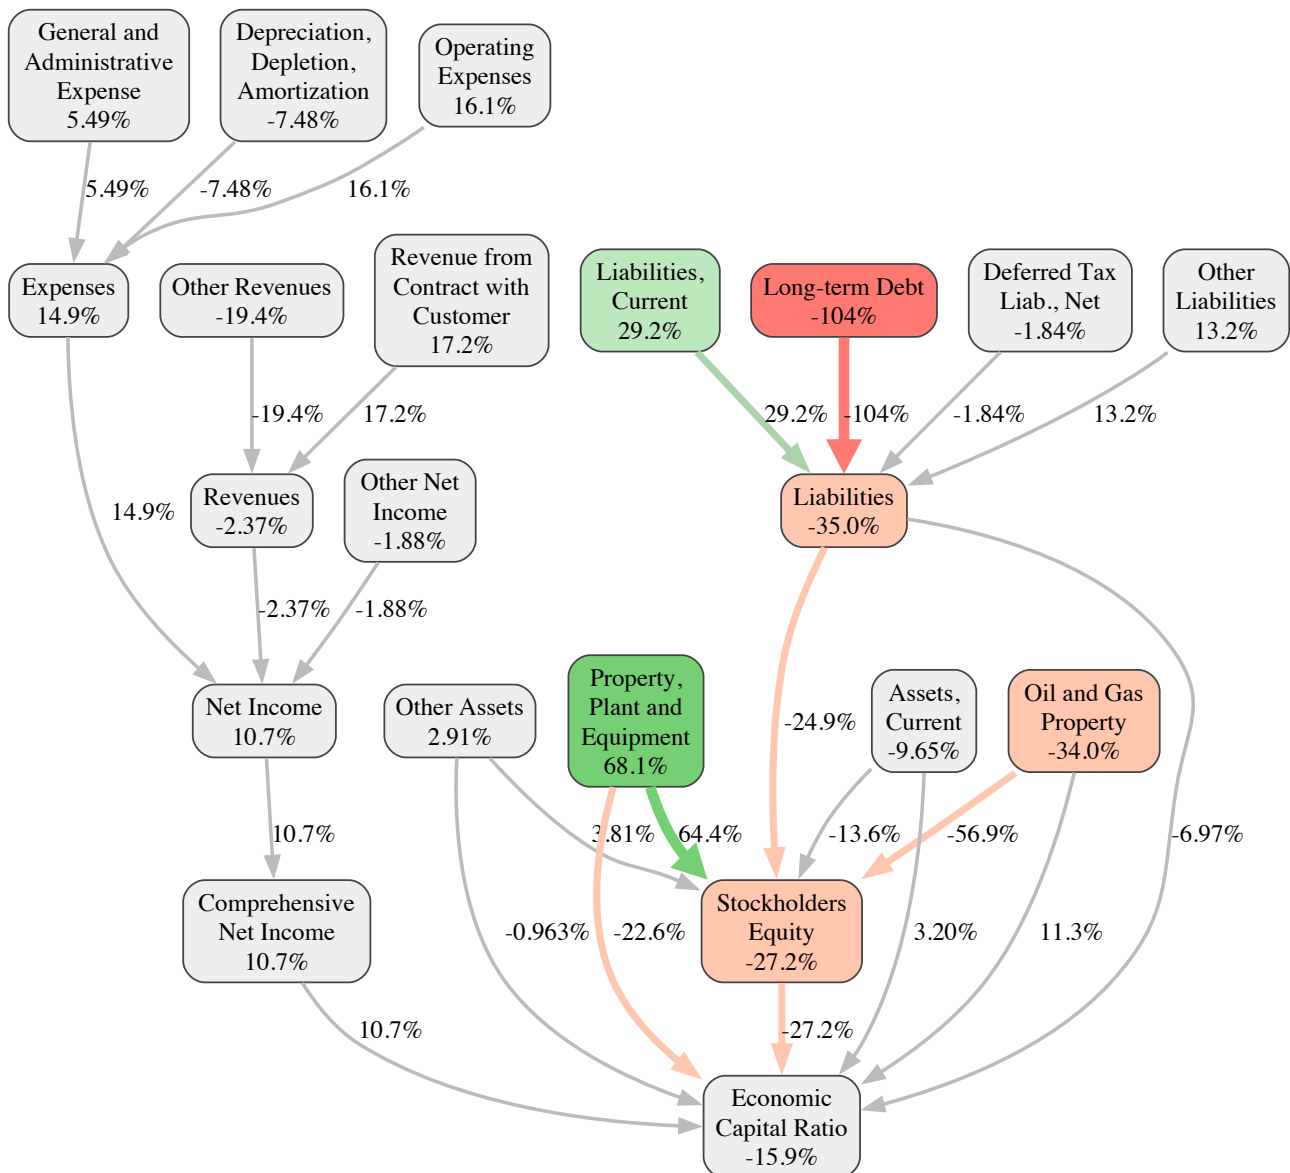 General and
Administrative
Expense
5.49%
Depreciation,
Depletion,
Amortization
-7.48%
Operating
Expenses
16.1%
5.49%
-7.48%
16.1%
Expenses
14.9%
Other Revenues
-19.4%
Revenue from
Contract with
Customer
17.2%
Liabilities,
Current
29.2%
Long-term Debt
-104%
Deferred Tax
Liab., Net
-1.84%
Other
Liabilities
13.2%
-19.4%
17.2%
29.2%
-104%
-1.84%
13.2%
14.9%
Revenues
-2.37%
Other Net
Income
-1.88%
Liabilities
-35.0%
-2.37%
-1.88%
Net Income
10.7%
Other Assets
2.91%
Property,
Plant and
Equipment
68.1%
-24.9%
Assets,
Current
-9.65%
Oil and Gas
Property
-34.0%
10.7%
3.81%
64.4%
-13.6%
-56.9%
-6.97%
Comprehensive
Net Income
10.7%
-0.963%
-22.6%
Stockholders
Equity
-27.2%
3.20%
11.3%
10.7%
-27.2%
Economic
Capital Ratio
-15.9%